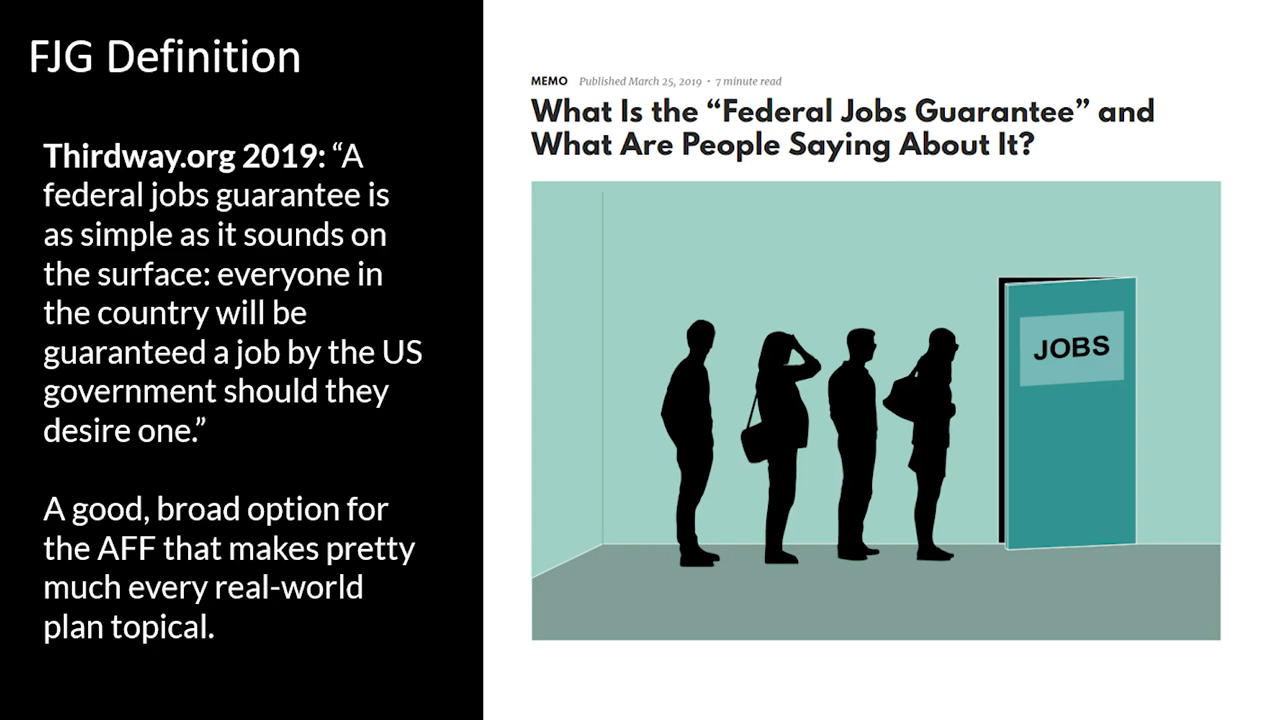 FJG Definition
Thirdway.org 2019: “A
federal jobs guarantee is
as simple as it sounds on
the surface: everyone in
the country will be
guaranteed a job by the US
government should they
desire one.”
A good, broad option for
the AFF that makes pretty
much every real-world
plan topical.
MEMO Published March 25, 2019 • 7 minute read
What Is the “Federal Jobs Guarantee” and
What Are People Saying About It?
JOBS